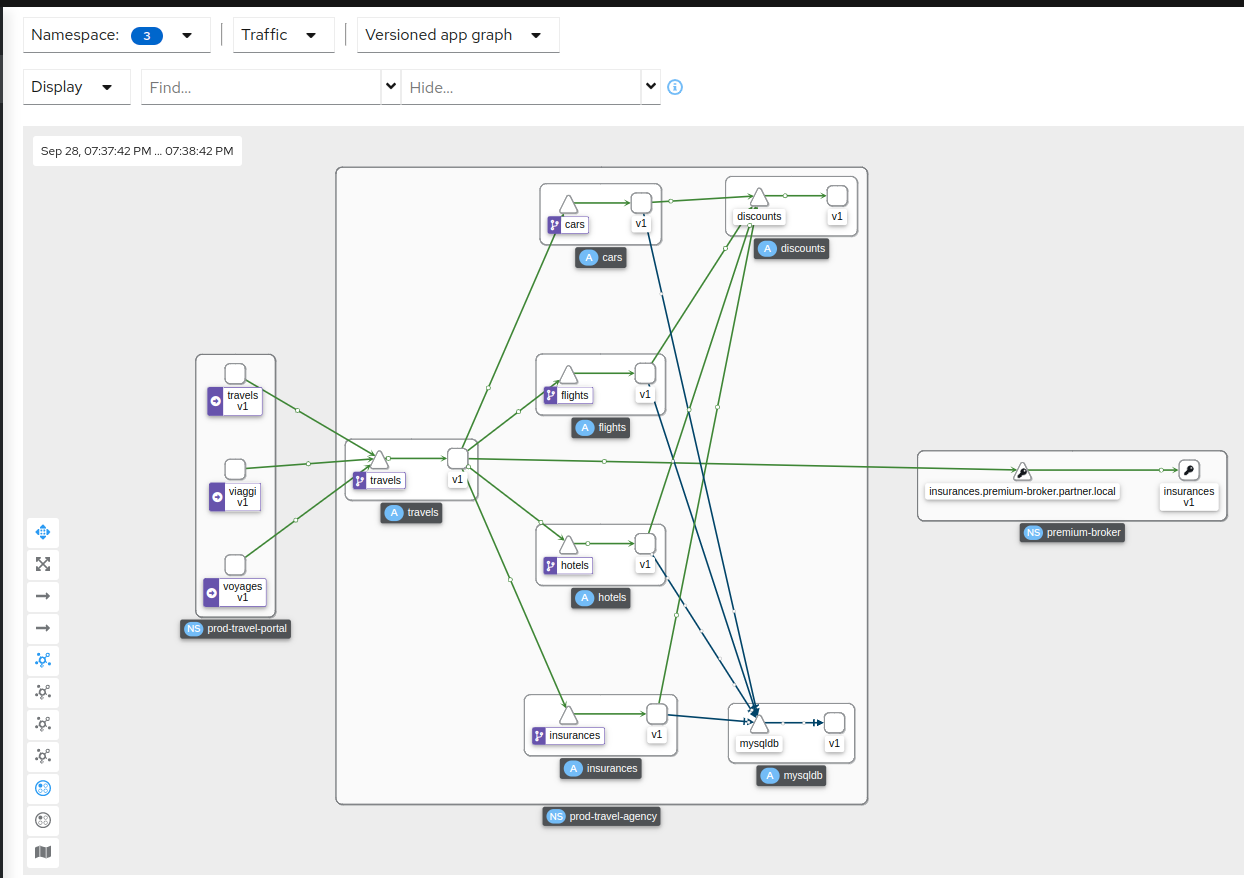 Namespace: 3
Traffic
Versioned app graph
Display
Find...
Hide...
Sep 28, 07:37:42 PM ... 07:38:42 PM
cars
v1
A cars
discounts
v1
A discounts
travels
v1
viaggi
v1
voyages
v1
NS prod-travel-portal
travels
v1
A travels
flights
v1
A flights
hotels
v1
A hotels
insurances
v1
A insurances
mysqldb
v1
A mysqldb
NS prod-travel-agency
insurances.premium-broker.partner.local
insurances
v1
NS premium-broker